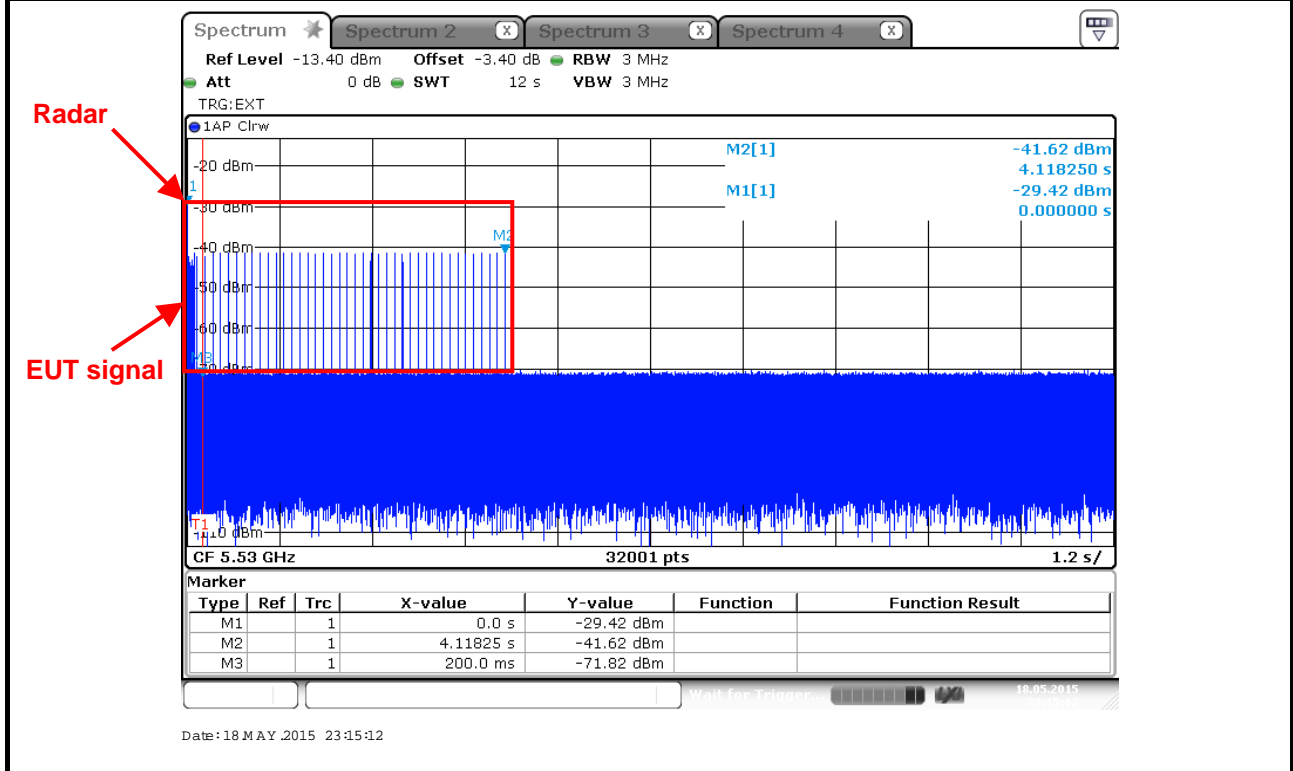 Spectrum Spectrum 2 X Spectrum 3 X Spectrum 4 X
Ref Level -13.40 dBm Offset -3.40 dB RBW 3 MHz
Att 0 dB SWT 12 s VBW 3 MHz
TRG:EXT
Radar
1AP Clrw
M2[1] -41.62 dBm
4.118250 s
M1[1] -29.42 dBm
0.000000 s
-20 dBm
1
-30 dBm
M2
-40 dBm
-50 dBm
-60 dBm
M3
-70 dBm
EUT signal
T1
-110 dBm
CF 5.53 GHz 32001 pts 1.2 s/
Marker
Type Ref Trc X-value Y-value Function Function Result
M1 1 0.0 s -29.42 dBm
M2 1 4.11825 s -41.62 dBm
M3 1 200.0 ms -71.82 dBm
Wait for Trigger... 18.05.2015
Date: 18.MAY.2015 23:15:12